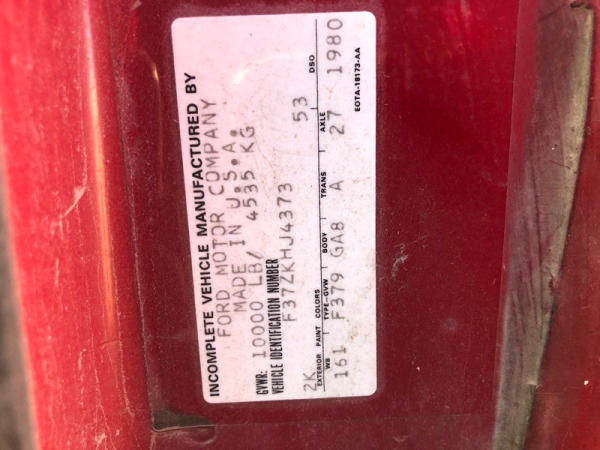 INCOMPLETE VEHICLE MANUFACTURED BY
FORD MOTOR COMPANY
MADE IN U.S.A.
GVWR: 10000 LB/ 4535 KG
VEHICLE IDENTIFICATION NUMBER
F37ZKHJ4373
2K 53
EXTERIOR PAINT COLORS DSO
WB TYPE-GVW BODY TRANS AXLE
161 F379 GA8 A 27 1980
EOTA-18173-AA